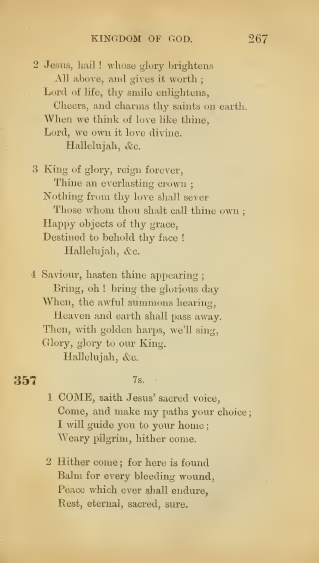 KINGDOM OF GOD. 267
2 Jesus, hail! whose glory brightens
All above, and gives it worth;
Lord of life, thy smile enlightens,
Cheers, and charms thy saints on earth.
When we think of love like thine,
Lord, we own it love divine.
Hallelujah, &c.
3 King of glory, reign forever,
Thine an everlasting crown;
Nothing from thy love shall sever
Those whom thou shalt call thine own;
Happy objects of thy grace,
Destined to behold thy face!
Hallelujah, &c.
4 Saviour, hasten thine appearing;
Bring, oh! bring the glorious day
When, the awful summons hearing,
Heaven and earth shall pass away.
Then, with golden harps, we'll sing,
Glory, glory to our King.
Hallelujah, &c.
357 7s.
1 COME, saith Jesus' sacred voice,
Come, and make my paths your choice;
I will guide you to your home;
Weary pilgrim, hither come.
2 Hither come; for here is found
Balm for every bleeding wound,
Peace which ever shall endure,
Rest, eternal, sacred, sure.